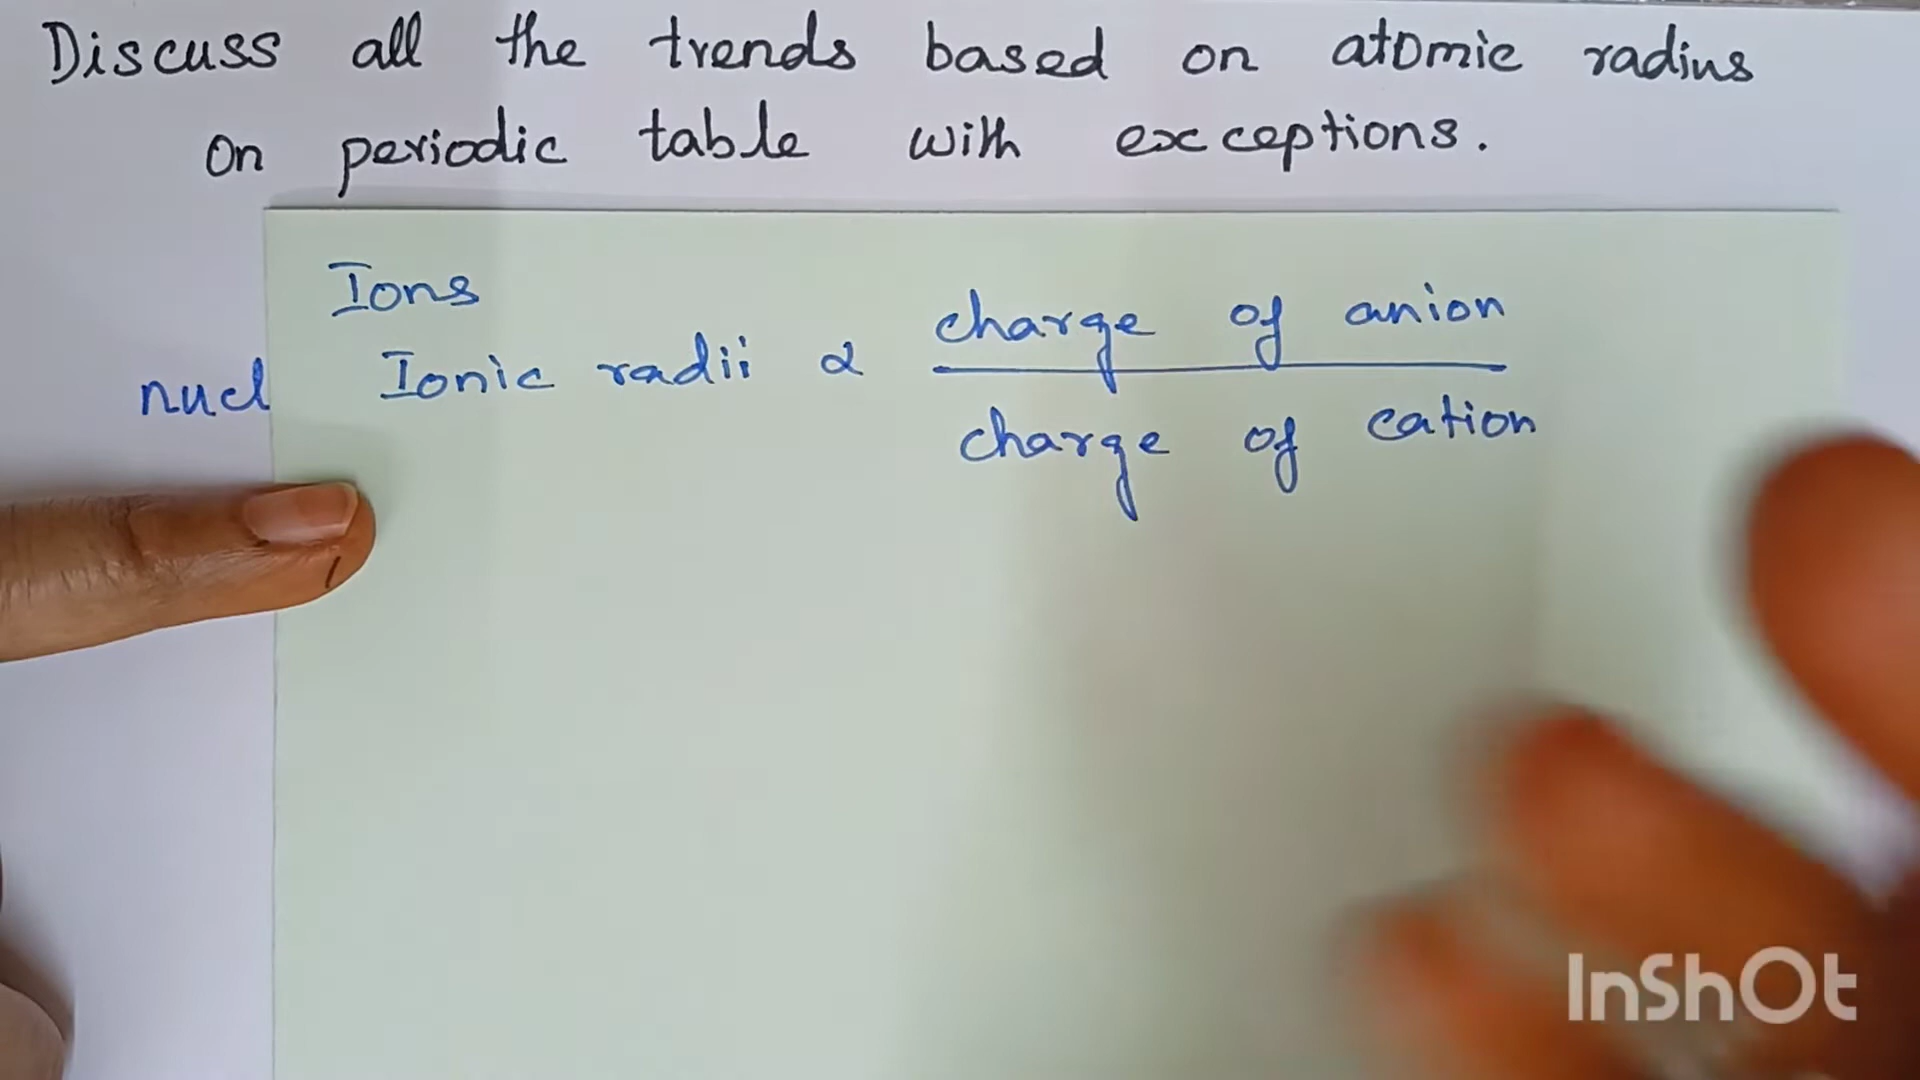 Discuss all the trends based on atomic radius
on periodic table with exceptions.
Ions
charge of anion
nucl Ionic radii α
charge of cation
InShOt